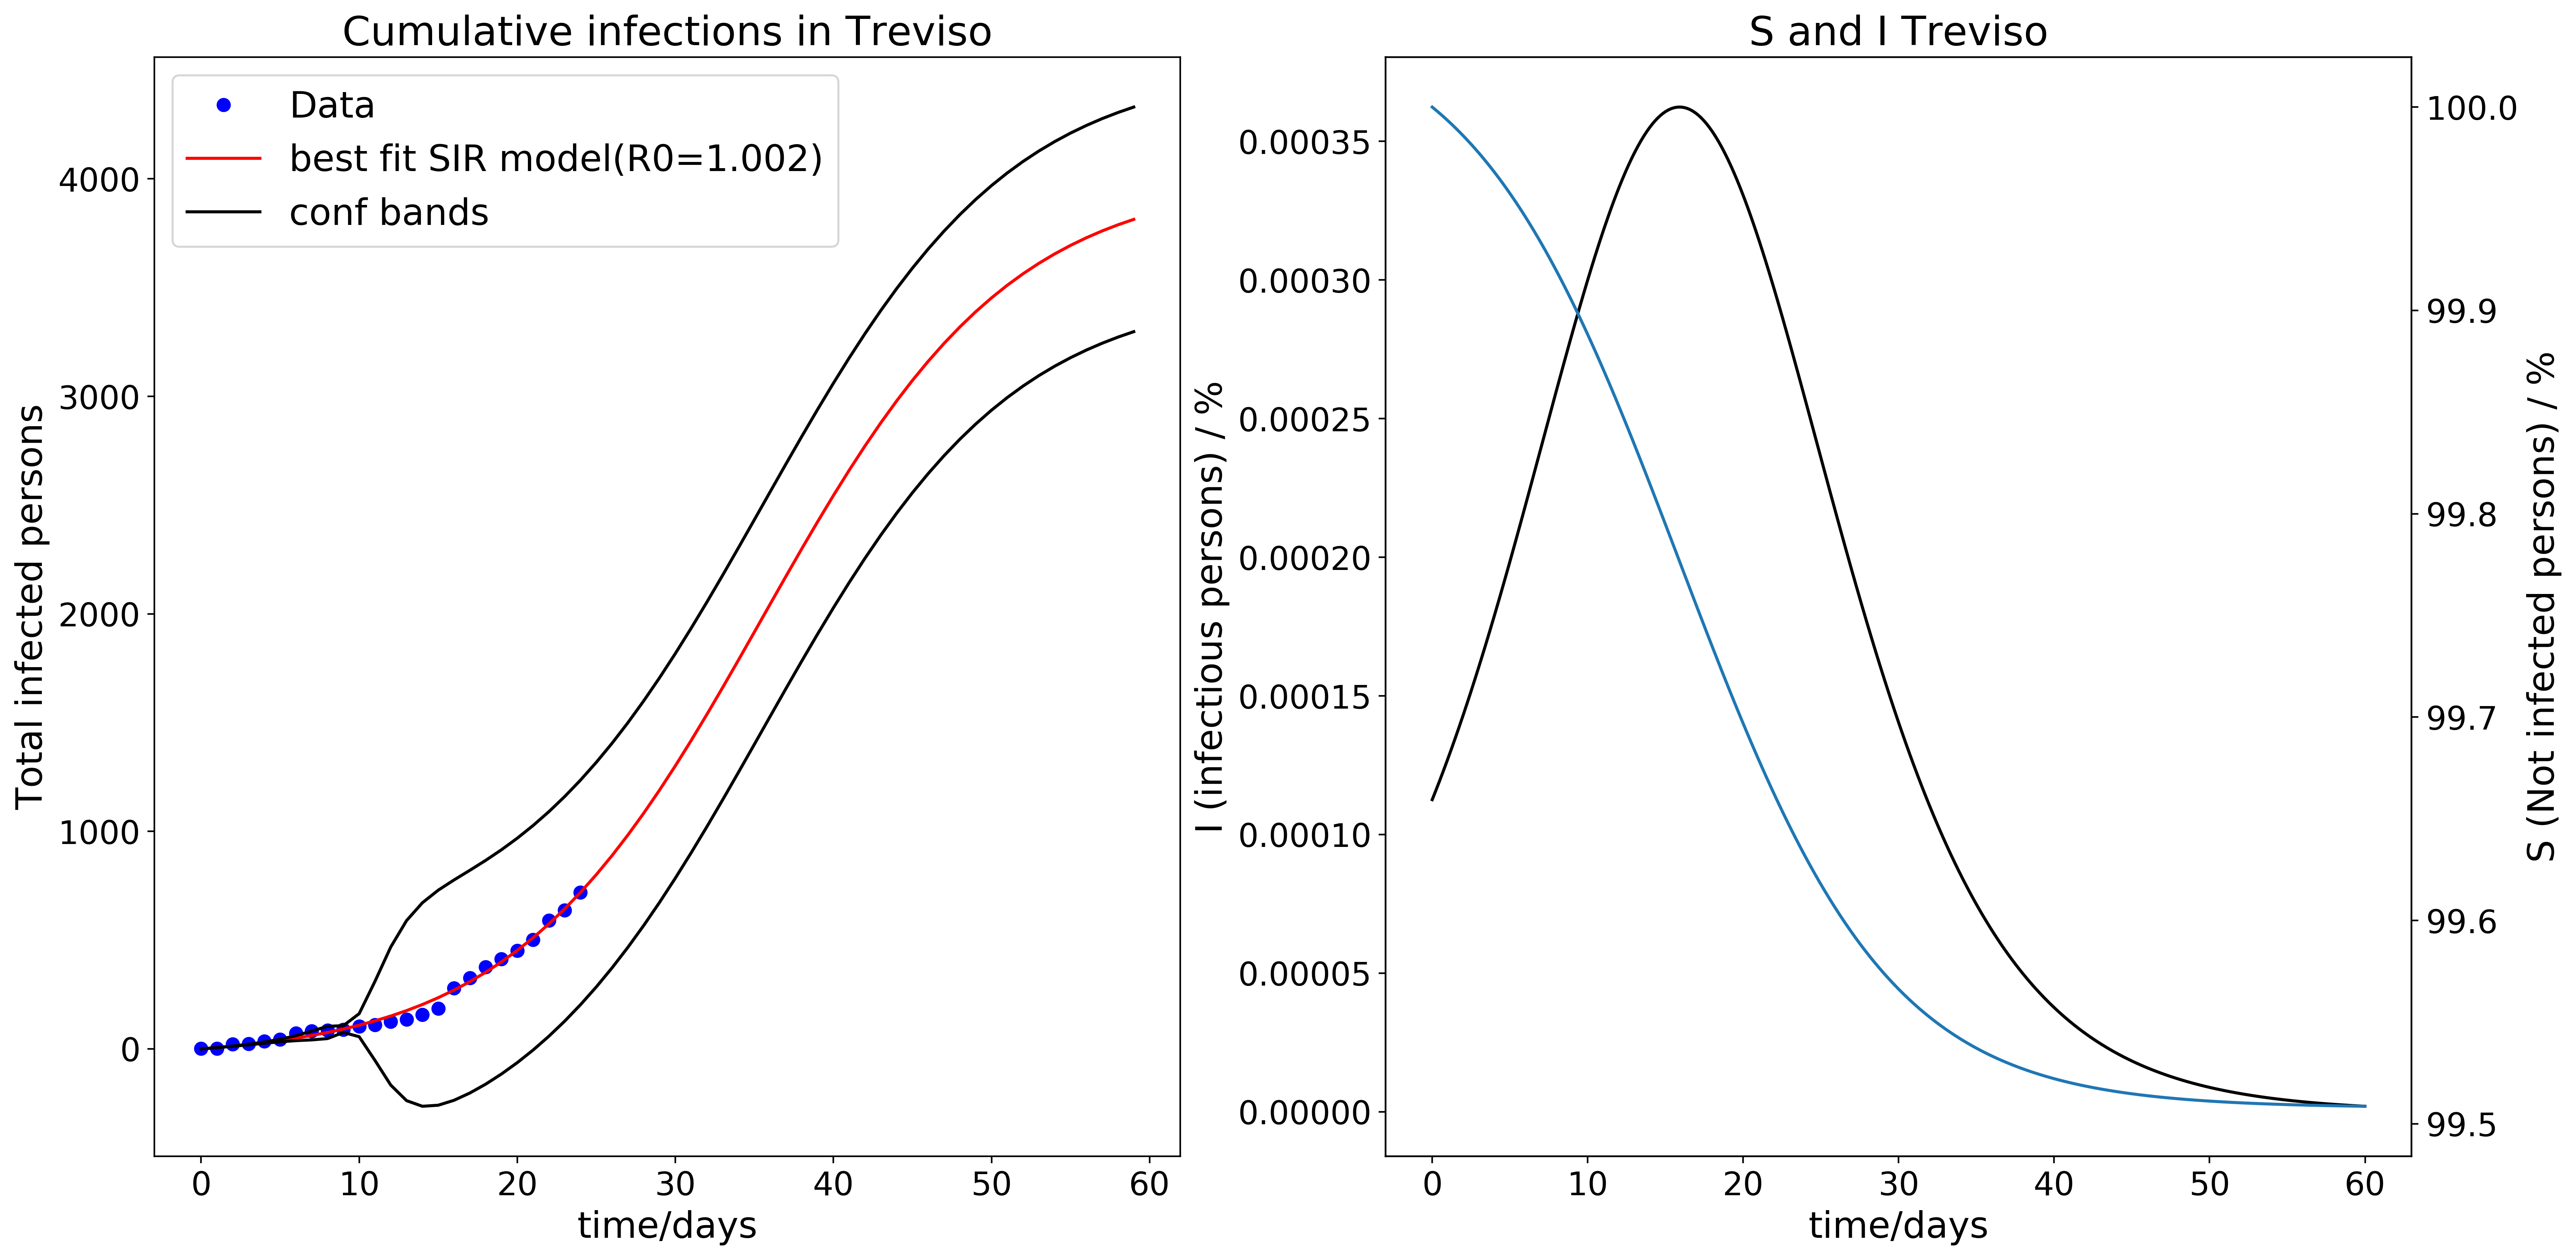 Cumulative infections in Treviso
Data
best fit SIR model(R0=1.002)
conf bands
Total infected persons
4000
3000
2000
1000
0
0 10 20 30 40 50 60
time/days
S and I Treviso
I (infectious persons) / %
0.00035
0.00030
0.00025
0.00020
0.00015
0.00010
0.00005
0.00000
100.0
99.9
99.8
99.7
99.6
99.5
S (Not infected persons) / %
0 10 20 30 40 50 60
time/days